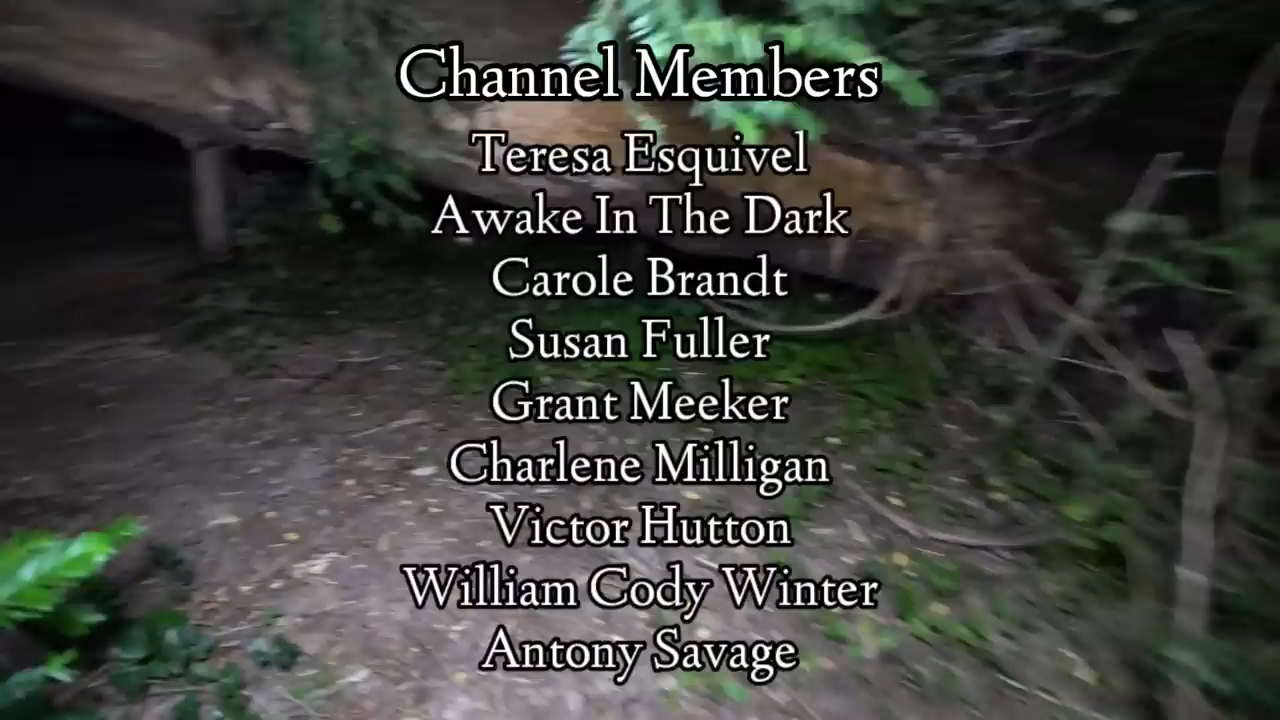 Channel Members
Teresa Esquivel
Awake In The Dark
Carole Brandt
Susan Fuller
Grant Meeker
Charlene Milligan
Victor Hutton
William Cody Winter
Antony Savage